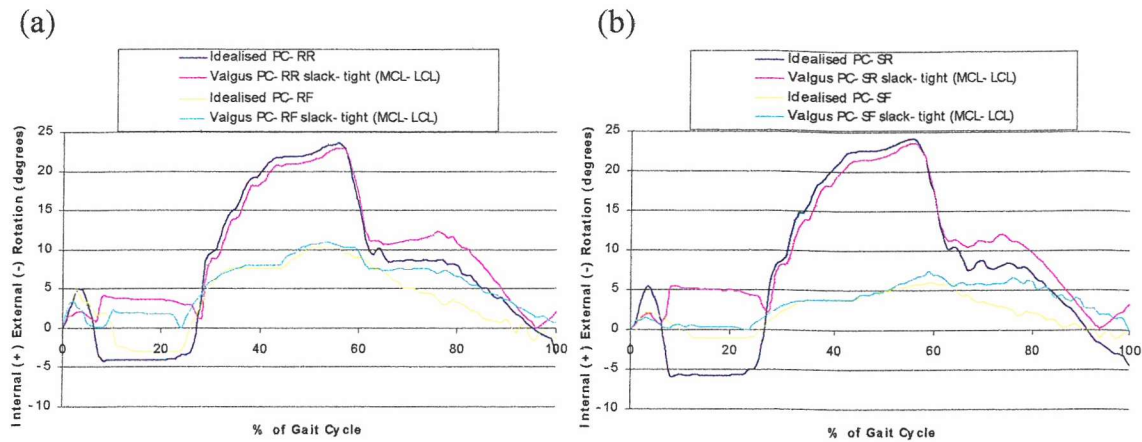 (a)
Idealised PC-RR
Valgus PC-RR slack-tight (MCL-LCL)
Idealised PC-RF
Valgus PC-RF slack-tight (MCL-LCL)
Internal (+) External (-) Rotation (degrees)
25
20
15
10
5
0
-5
-10
0 20 40 60 80 100
% of Gait Cycle
(b)
Idealised PC-SR
Valgus PC-SR slack-tight (MCL-LCL)
Idealised PC-SF
Valgus PC-SF slack-tight (MCL-LCL)
Internal (+) External (-) Rotation (degrees)
25
20
15
10
5
0
-5
-10
0 20 40 60 80 100
% of Gait Cycle